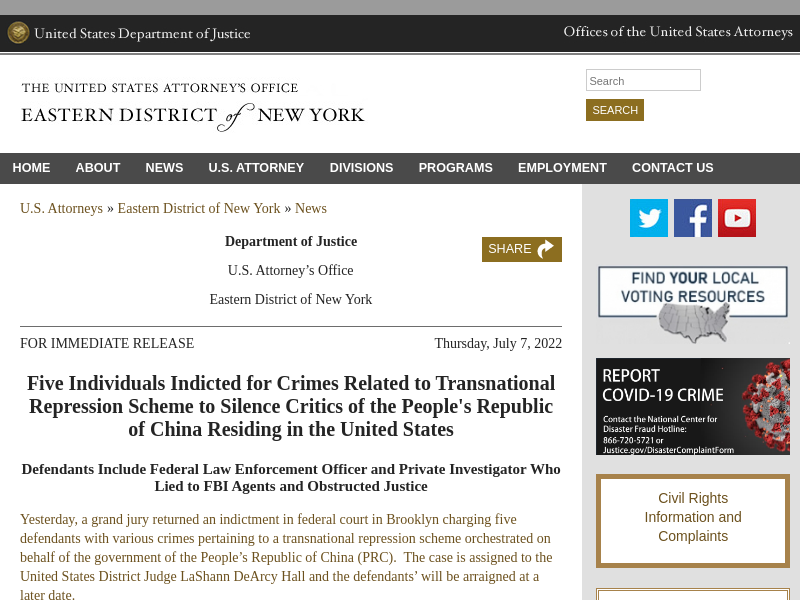 United States Department of Justice
Offices of the United States Attorneys
THE UNITED STATES ATTORNEY'S OFFICE
EASTERN DISTRICT of NEW YORK
Search
SEARCH
HOME ABOUT NEWS U.S. ATTORNEY DIVISIONS PROGRAMS EMPLOYMENT CONTACT US
U.S. Attorneys » Eastern District of New York » News
Department of Justice
SHARE
U.S. Attorney’s Office
Eastern District of New York
FOR IMMEDIATE RELEASE
Thursday, July 7, 2022
Five Individuals Indicted for Crimes Related to Transnational
Repression Scheme to Silence Critics of the People's Republic
of China Residing in the United States
Defendants Include Federal Law Enforcement Officer and Private Investigator Who
Lied to FBI Agents and Obstructed Justice
Yesterday, a grand jury returned an indictment in federal court in Brooklyn charging five
defendants with various crimes pertaining to a transnational repression scheme orchestrated on
behalf of the government of the People’s Republic of China (PRC).  The case is assigned to the
United States District Judge LaShann DeArcy Hall and the defendants’ will be arraigned at a
later date.
FIND YOUR LOCAL
VOTING RESOURCES
REPORT
COVID-19 CRIME
Contact the National Center for
Disaster Fraud Hotline:
866-720-5721 or
Justice.gov/DisasterComplaintForm
Civil Rights
Information and
Complaints